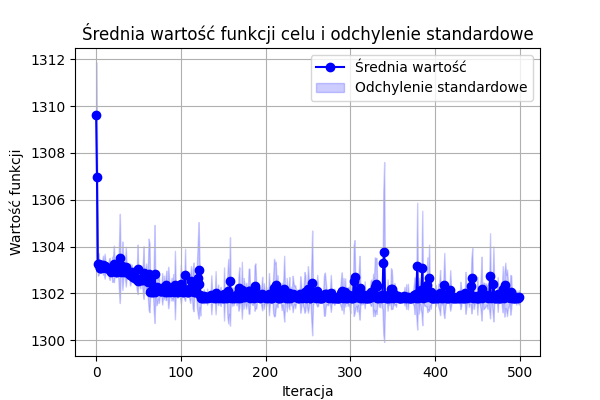 Średnia wartość funkcji celu i odchylenie standardowe
Średnia wartość
Odchylenie standardowe
Wartość funkcji
1312
1310
1308
1306
1304
1302
1300
0 100 200 300 400 500
Iteracja